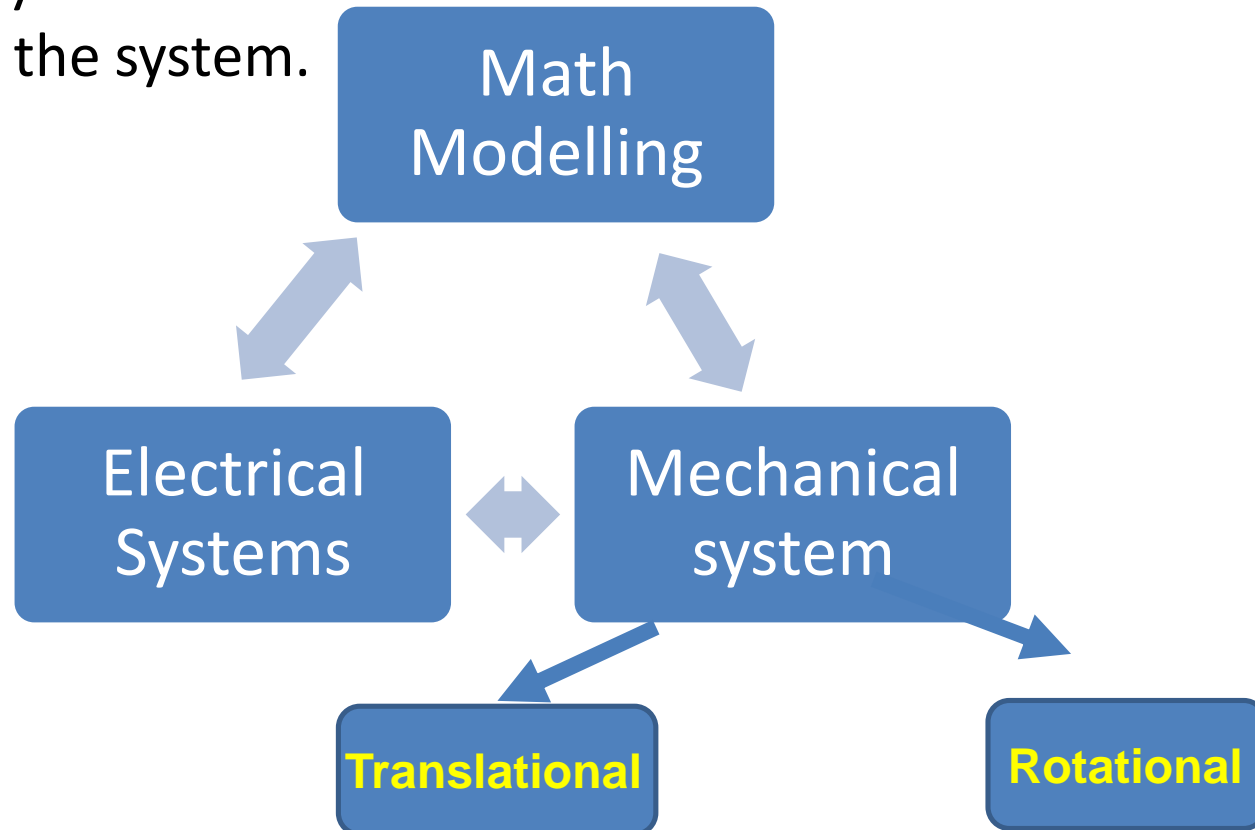 the system.
Math
Modelling
Electrical
Systems
Mechanical
system
Translational
Rotational